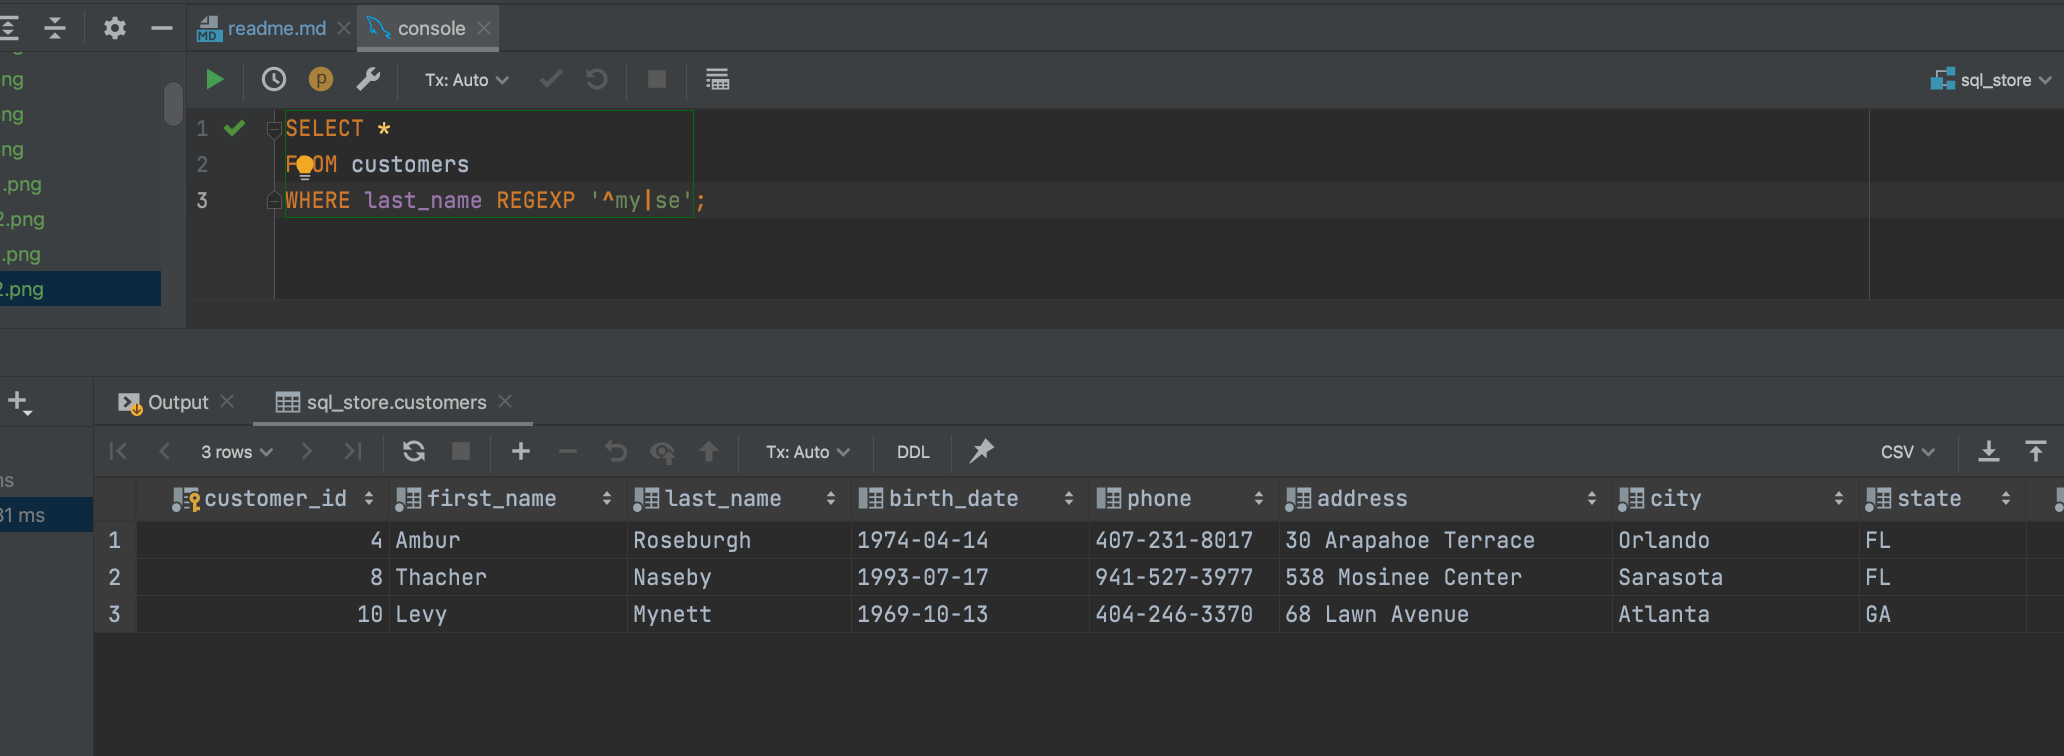 readme.md console
ng
ng
ng
.png
2.png
.png
2.png
Tx: Auto sql_store
1 SELECT *
2 FROM customers
3 WHERE last_name REGEXP '^my|se';
Output sql_store.customers
3 rows Tx: Auto DDL CSV
ms
31 ms
customer_id first_name last_name birth_date phone address city state
1 4 Ambur Roseburgh 1974-04-14 407-231-8017 30 Arapahoe Terrace Orlando FL
2 8 Thacher Naseby 1993-07-17 941-527-3977 538 Mosinee Center Sarasota FL
3 10 Levy Mynett 1969-10-13 404-246-3370 68 Lawn Avenue Atlanta GA